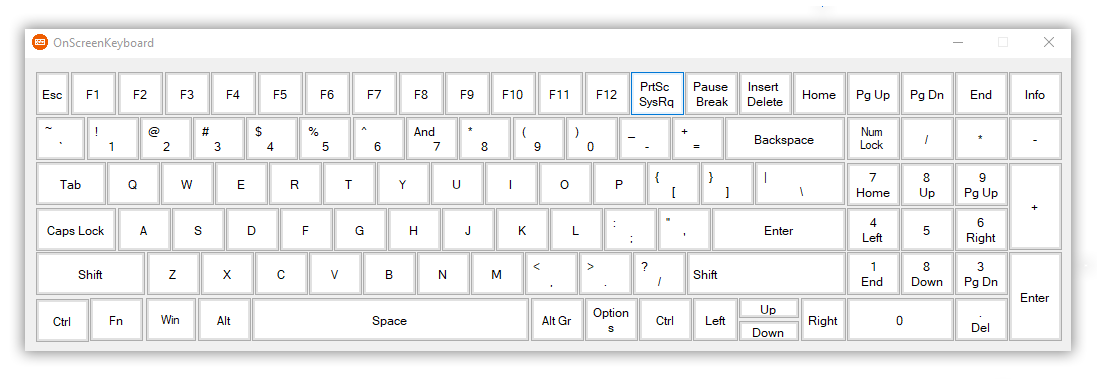 OnScreenKeyboard
Esc F1 F2 F3 F4 F5 F6 F7 F8 F9 F10 F11 F12 PrtSc SysRq Pause Break Insert Delete Home Pg Up Pg Dn End Info
~ ` ! 1 @ 2 # 3 $ 4 % 5 ^ 6 And 7 * 8 ( 9 ) 0 _ - + = Backspace Num Lock / * -
Tab Q W E R T Y U I O P { [ } ] | \ 7 Home 8 Up 9 Pg Up +
Caps Lock A S D F G H J K L : ; " , Enter 4 Left 5 6 Right
Shift Z X C V B N M < , > . ? / Shift 1 End 8 Down 3 Pg Dn Enter
Ctrl Fn Win Alt Space Alt Gr Options Ctrl Left Up Down Right 0 . Del